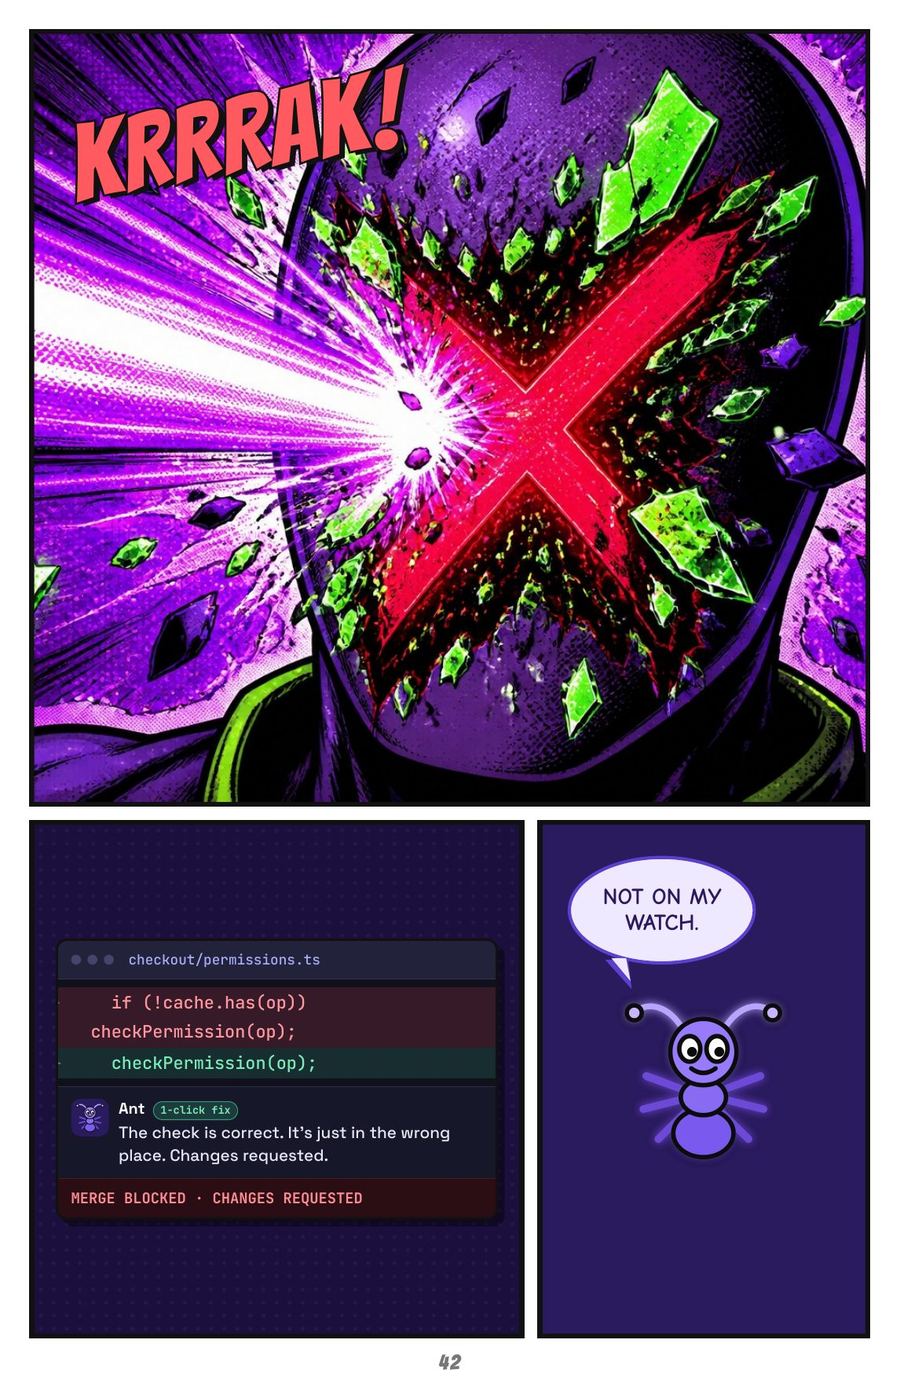 KRRRAK!
checkout/permissions.ts
if (!cache.has(op))
checkPermission(op);
checkPermission(op);
Ant 1-click fix
The check is correct. It's just in the wrong
place. Changes requested.
MERGE BLOCKED · CHANGES REQUESTED
NOT ON MY
WATCH.
42